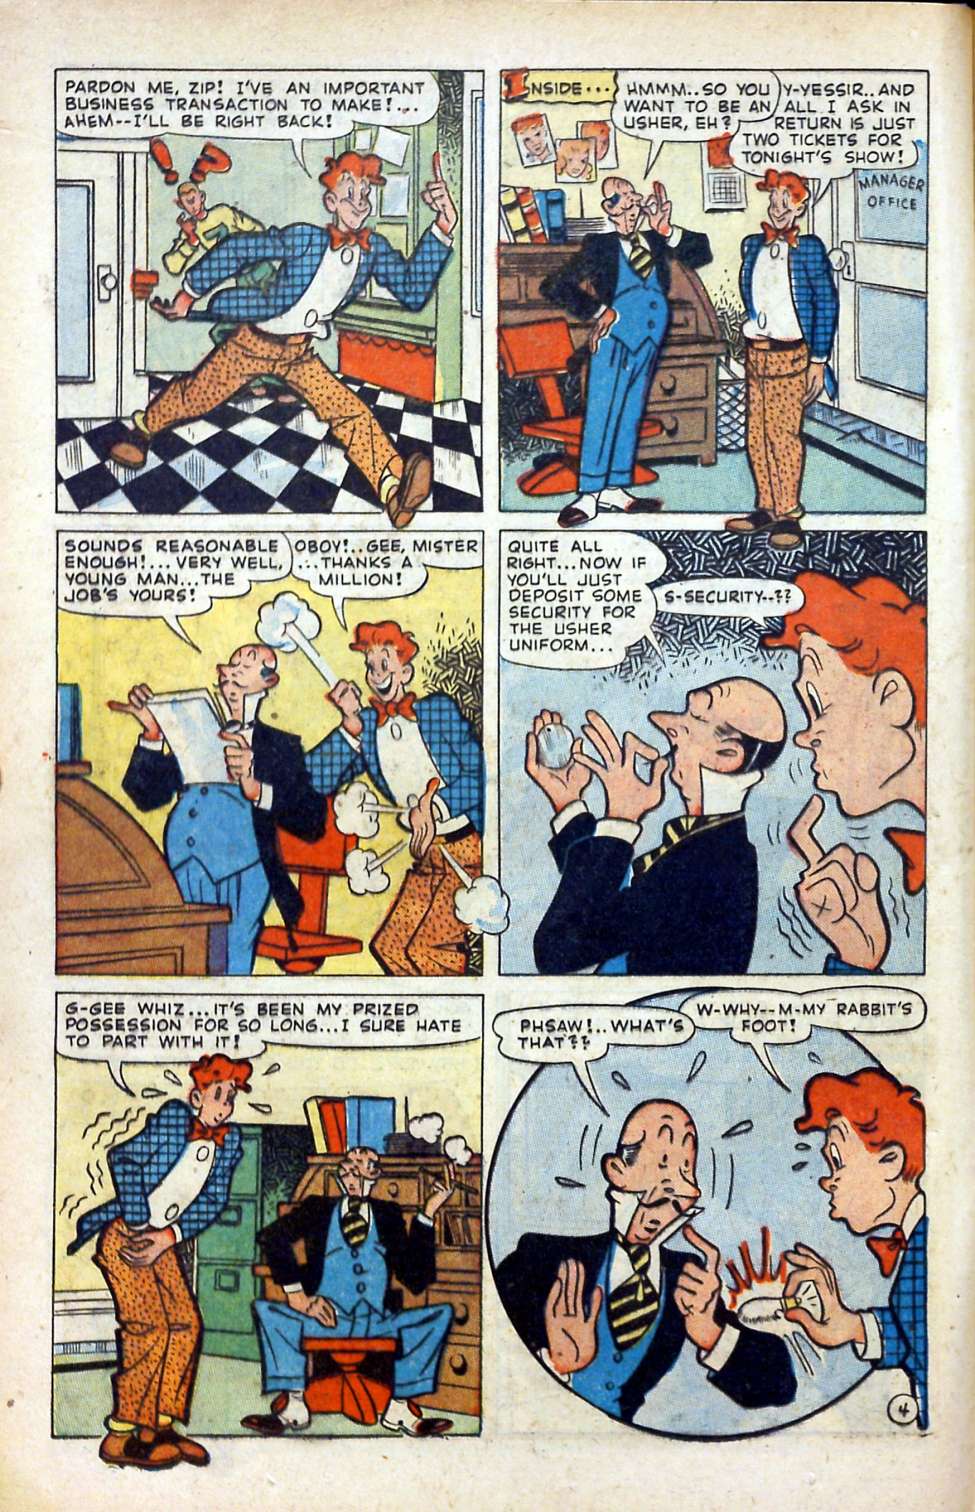 PARDON ME, ZIP! I'VE AN IMPORTANT
BUSINESS TRANSACTION TO MAKE!...
AHEM--I'LL BE RIGHT BACK!
INSIDE...
HMMM..SO YOU
WANT TO BE AN
USHER, EH?
Y-YESSIR..AND
ALL I ASK IN
RETURN IS JUST
TWO TICKETS FOR
TONIGHT'S SHOW!
MANAGER
OFFICE
SOUNDS REASONABLE
ENOUGH!...VERY WELL,
YOUNG MAN...THE
JOB'S YOURS!
OBOY!..GEE, MISTER
...THANKS A
MILLION!
QUITE ALL
RIGHT...NOW IF
YOU'LL JUST
DEPOSIT SOME
SECURITY FOR
THE USHER
UNIFORM...
S-SECURITY--??
G-GEE WHIZ...IT'S BEEN MY PRIZED
POSSESSION FOR SO LONG...I SURE HATE
TO PART WITH IT!
PHSAW!..WHAT'S
THAT??
W-WHY--M-MY RABBIT'S
FOOT!
4